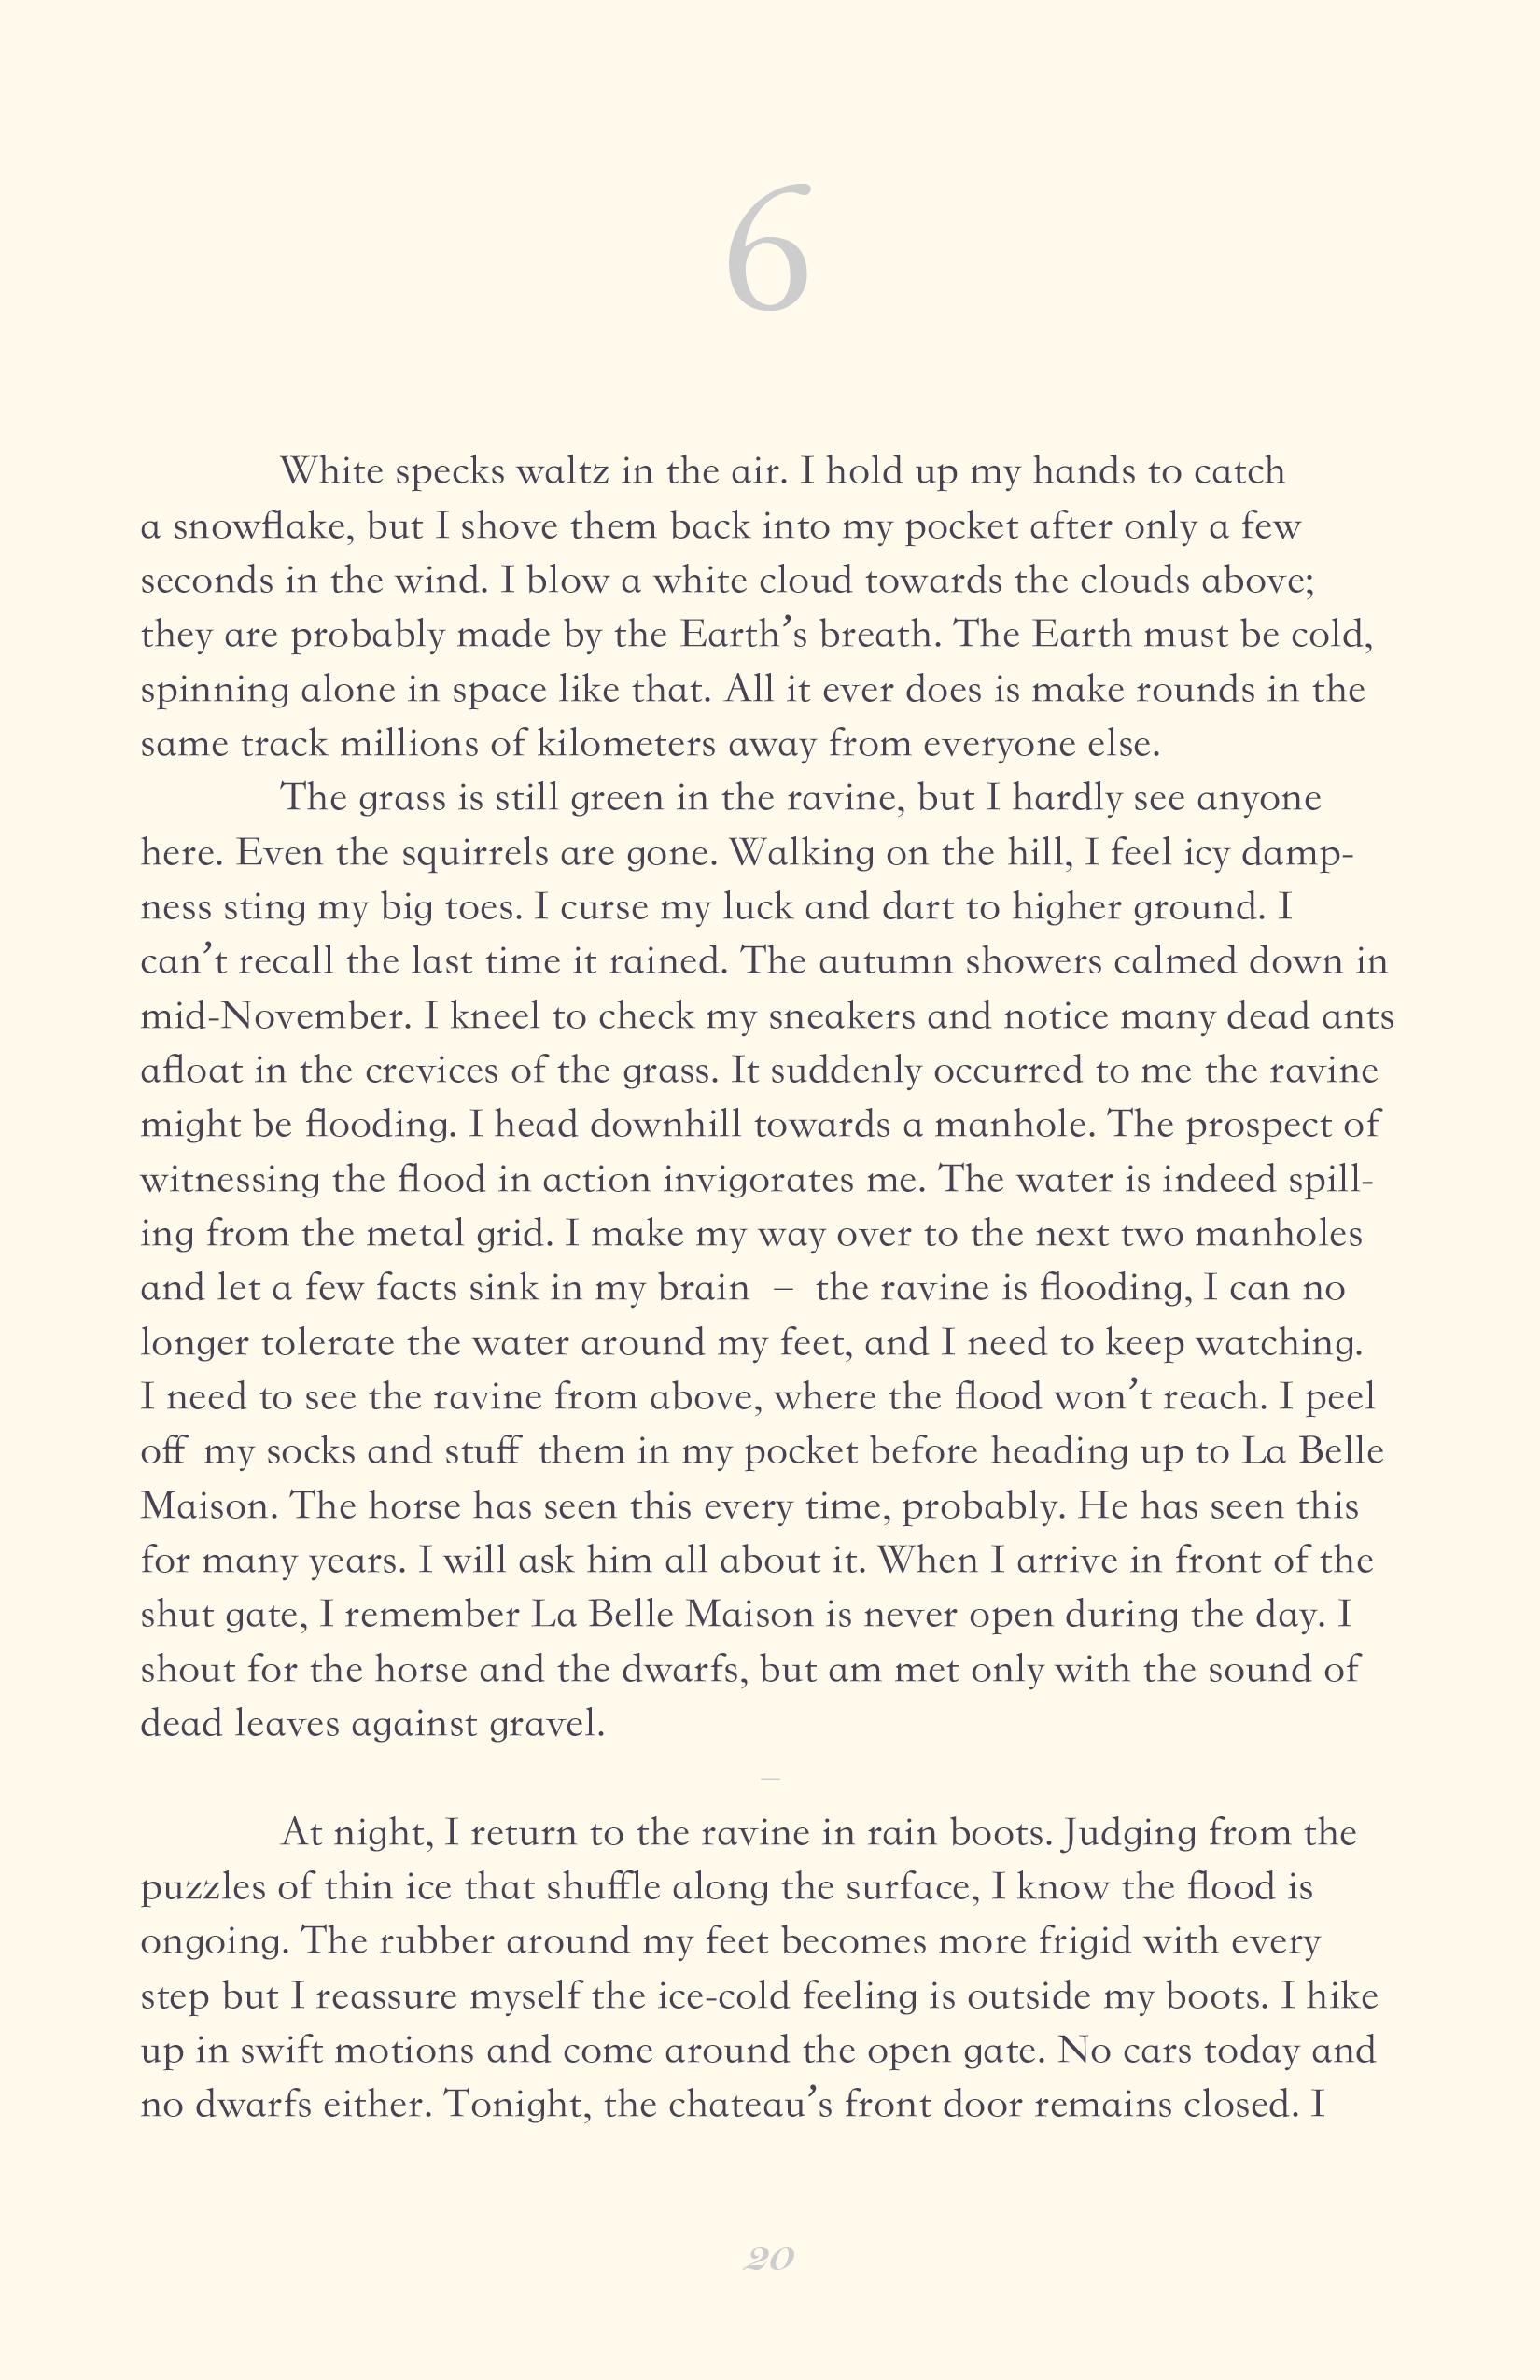 6
White specks waltz in the air. I hold up my hands to catch
a snowflake, but I shove them back into my pocket after only a few
seconds in the wind. I blow a white cloud towards the clouds above;
they are probably made by the Earth’s breath. The Earth must be cold,
spinning alone in space like that. All it ever does is make rounds in the
same track millions of kilometers away from everyone else.
The grass is still green in the ravine, but I hardly see anyone
here. Even the squirrels are gone. Walking on the hill, I feel icy damp-
ness sting my big toes. I curse my luck and dart to higher ground. I
can’t recall the last time it rained. The autumn showers calmed down in
mid-November. I kneel to check my sneakers and notice many dead ants
afloat in the crevices of the grass. It suddenly occurred to me the ravine
might be flooding. I head downhill towards a manhole. The prospect of
witnessing the flood in action invigorates me. The water is indeed spill-
ing from the metal grid. I make my way over to the next two manholes
and let a few facts sink in my brain – the ravine is flooding, I can no
longer tolerate the water around my feet, and I need to keep watching.
I need to see the ravine from above, where the flood won’t reach. I peel
off my socks and stuff them in my pocket before heading up to La Belle
Maison. The horse has seen this every time, probably. He has seen this
for many years. I will ask him all about it. When I arrive in front of the
shut gate, I remember La Belle Maison is never open during the day. I
shout for the horse and the dwarfs, but am met only with the sound of
dead leaves against gravel.
–
At night, I return to the ravine in rain boots. Judging from the
puzzles of thin ice that shuffle along the surface, I know the flood is
ongoing. The rubber around my feet becomes more frigid with every
step but I reassure myself the ice-cold feeling is outside my boots. I hike
up in swift motions and come around the open gate. No cars today and
no dwarfs either. Tonight, the chateau’s front door remains closed. I
20